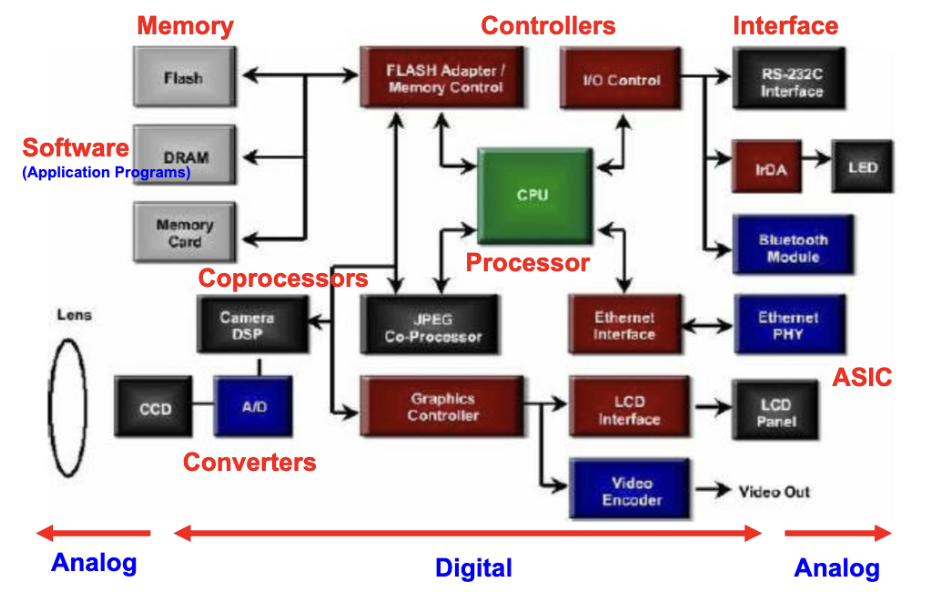 Memory
Controllers
Interface
Flash
FLASH Adapter /
Memory Control
I/O Control
RS-232C
Interface
Software
(Application Programs)
DRAM
CPU
IrDA
LED
Memory
Card
Bluetooth
Module
Processor
Coprocessors
Lens
Camera
DSP
JPEG
Co-Processor
Ethernet
Interface
Ethernet
PHY
ASIC
CCD
A/D
Graphics
Controller
LCD
Interface
LCD
Panel
Converters
Video
Encoder
Video Out
Analog
Digital
Analog